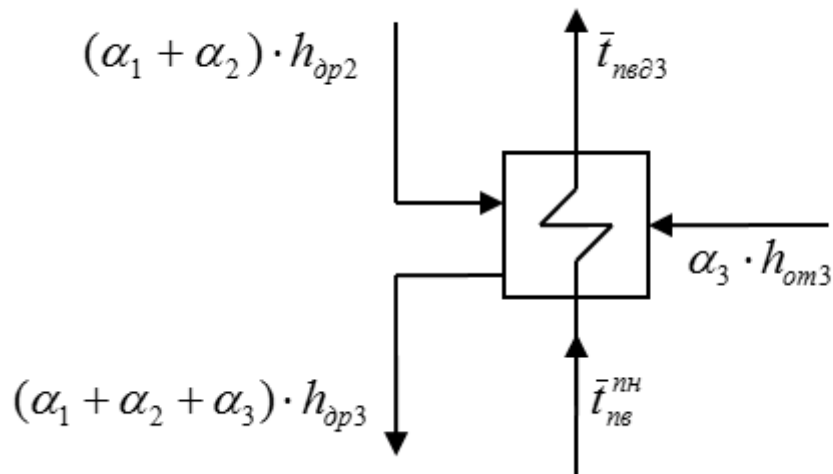 (α₁ + α₂) · h_др2
t̄_пвд3
α₃ · h_от3
(α₁ + α₂ + α₃) · h_др3
t̄_пв^пн